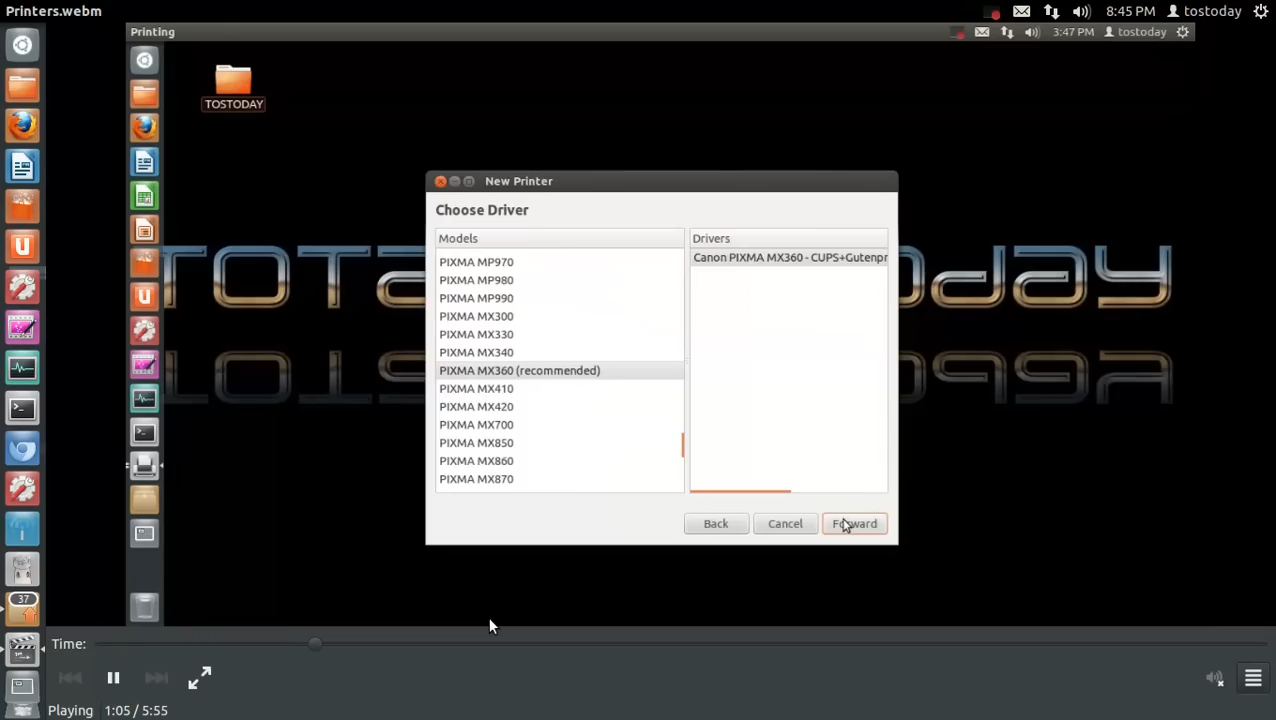 Printers.webm
8:45 PM tostoday
Printing
3:47 PM tostoday
TOSTODAY
New Printer
Choose Driver
Models
Drivers
PIXMA MP970
PIXMA MP980
PIXMA MP990
PIXMA MX300
PIXMA MX330
PIXMA MX340
PIXMA MX360 (recommended)
PIXMA MX410
PIXMA MX420
PIXMA MX700
PIXMA MX850
PIXMA MX860
PIXMA MX870
Canon PIXMA MX360 - CUPS+Gutenpr
Back
Cancel
Forward
37
Time:
Playing 1:05 / 5:55